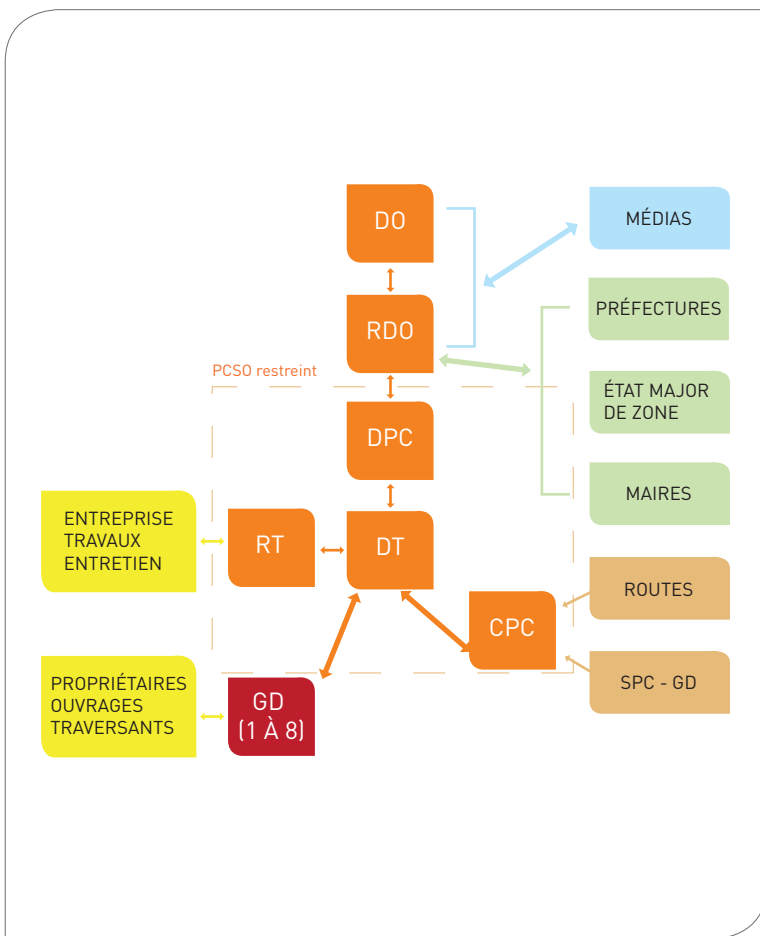 DO
MÉDIAS
PRÉFECTURES
RDO
PCSO restreint
ÉTAT MAJOR
DE ZONE
DPC
MAIRES
ENTREPRISE
TRAVAUX
ENTRETIEN
RT
DT
ROUTES
CPC
SPC - GD
PROPRIÉTAIRES
OUVRAGES
TRAVERSANTS
GD
(1 À 8)